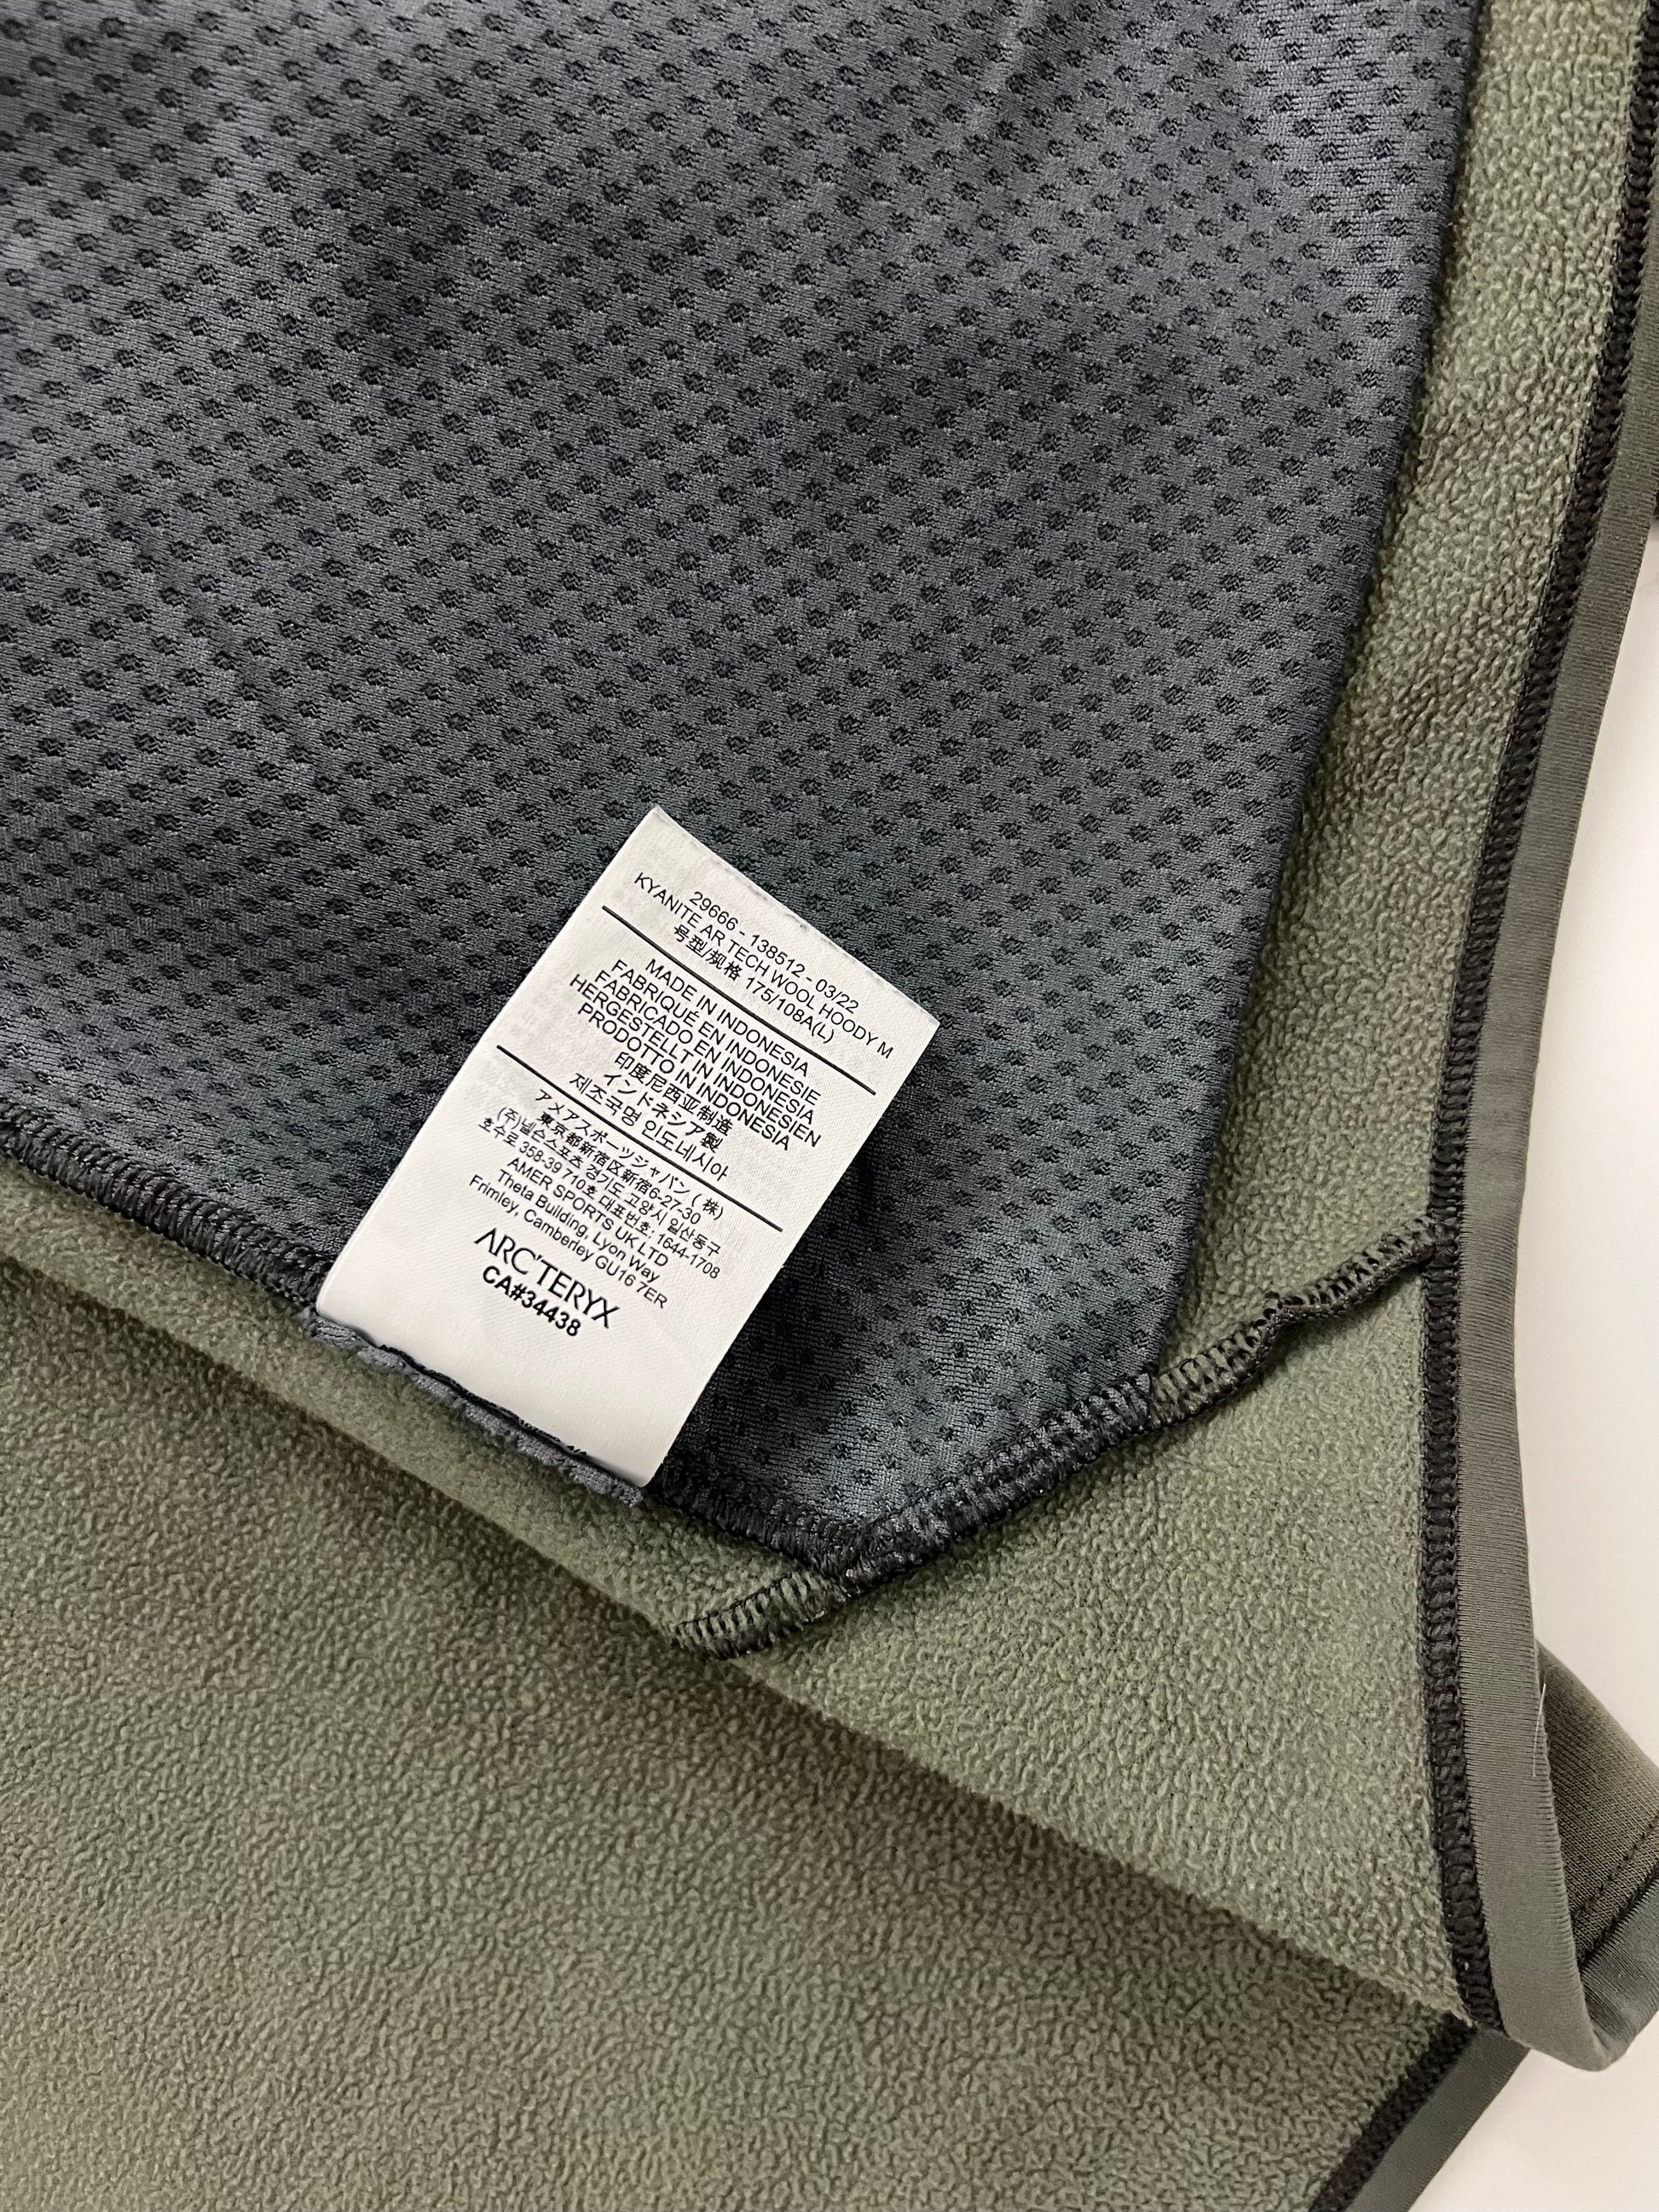 29666 - 138512 - 03/22
KYANITE AR TECH WOOL HOODY M
号型/规格 175/108A(L)
MADE IN INDONESIA
FABRIQUÉ EN INDONESIE
FABRICADO EN INDONESIA
HERGESTELLT IN INDONESIEN
PRODOTTO IN INDONESIA
印度尼西亚制造
インドネシア製
제조국명 인도네시아
アメアスポーツジャパン (株)
東京都新宿区新宿6-27-30
(주)넬슨스포츠 경기도 고양시 일산동구
호수로 358-39 710호 대표번호: 1644-1708
AMER SPORTS UK LTD
Theta Building, Lyon Way
Frimley, Camberley GU16 7ER
ARC'TERYX
CA#34438